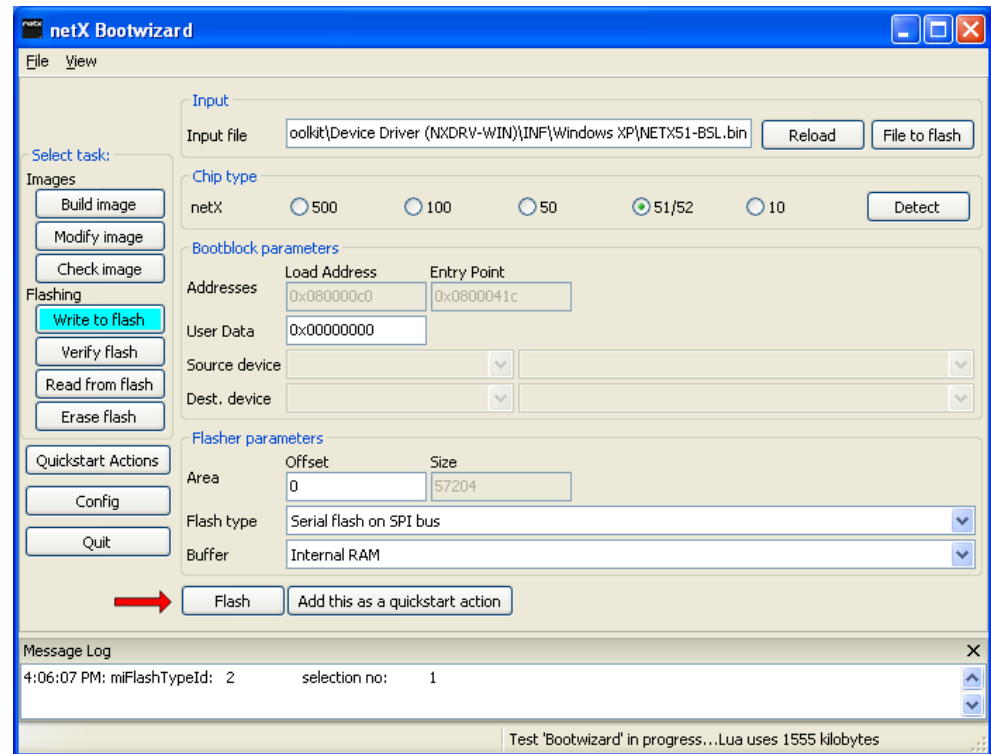 netX Bootwizard
File View
Input
Input file oolkit\Device Driver (NXDRV-WIN)\INF\Windows XP\NETX51-BSL.bin Reload File to flash
Select task:
Images
Build image
Modify image
Check image
Flashing
Write to flash
Verify flash
Read from flash
Erase flash
Quickstart Actions
Config
Quit
Chip type
netX 500 100 50 51/52 10 Detect
Bootblock parameters
Load Address Entry Point
Addresses 0x080000c0 0x0800041c
User Data 0x00000000
Source device
Dest. device
Flasher parameters
Offset Size
Area 0 57204
Flash type Serial flash on SPI bus
Buffer Internal RAM
Flash Add this as a quickstart action
Message Log
4:06:07 PM: miFlashTypeId: 2 selection no: 1
Test 'Bootwizard' in progress...Lua uses 1555 kilobytes